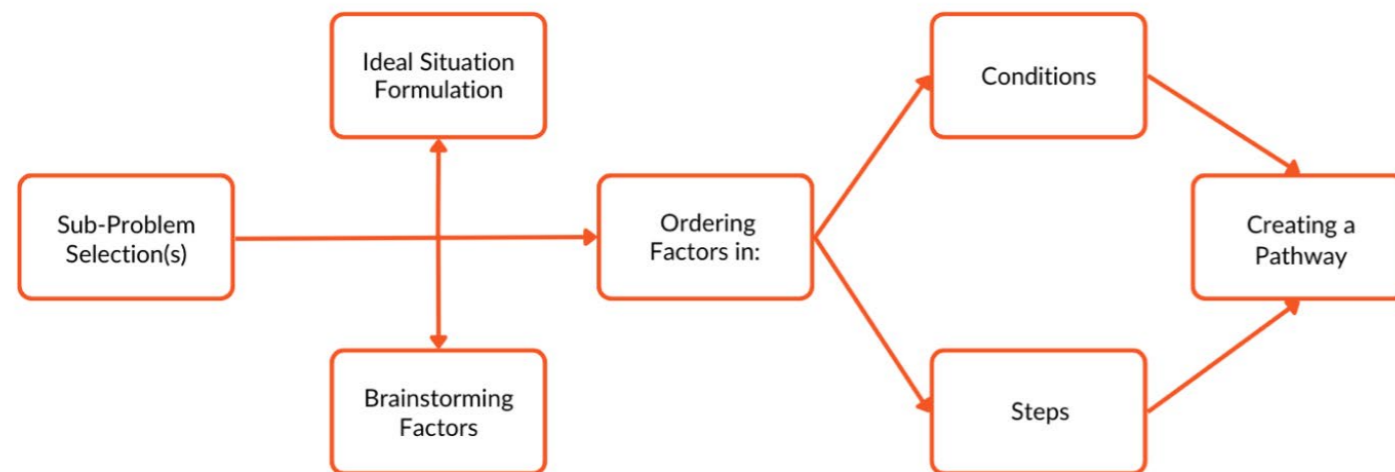 Ideal Situation
Formulation
Conditions
Sub-Problem
Selection(s)
Ordering
Factors in:
Creating a
Pathway
Brainstorming
Factors
Steps